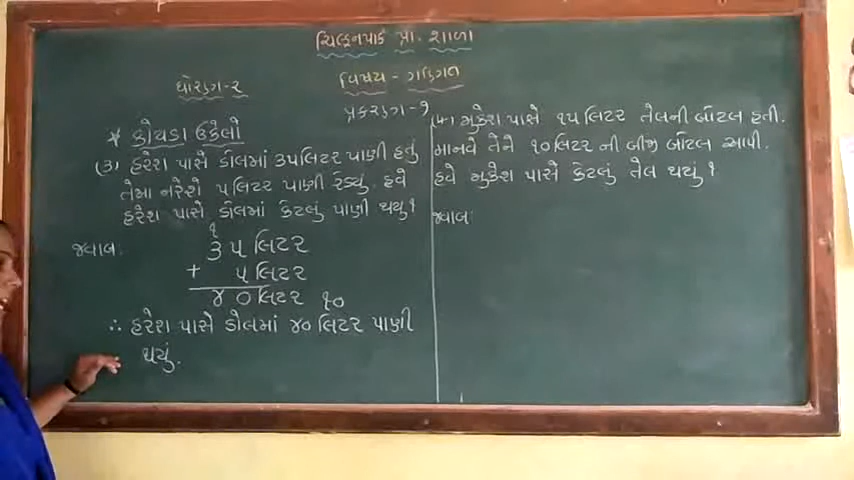 ચિલ્ડ્રનપાર્ક પ્રા. શાળા
ધોરણ-૨
વિષય - ગણિત
પ્રકરણ-૧
* કોયડા ઉકેલો
(૩) હરેશ પાસે ડોલમાં ૩૫ લિટર પાણી હતું
તેમા નરેશે ૫ લિટર પાણી રેડ્યું. હવે
હરેશ પાસે ડોલમાં કેટલું પાણી થયુ?
જવાબ:
૧
૩૫ લિટર
+ ૫ લિટર
૪૦ લિટર ૧૦
∴ હરેશ પાસે ડોલમાં ૪૦ લિટર પાણી
થયું.
(૪) મુકેશ પાસે ૧૫ લિટર તેલની બૉટલ હતી.
માનવે તેને ૧૦ લિટર ની બીજી બૉટલ આપી.
હવે મુકેશ પાસે કેટલું તેલ થયું?
જવાબ: